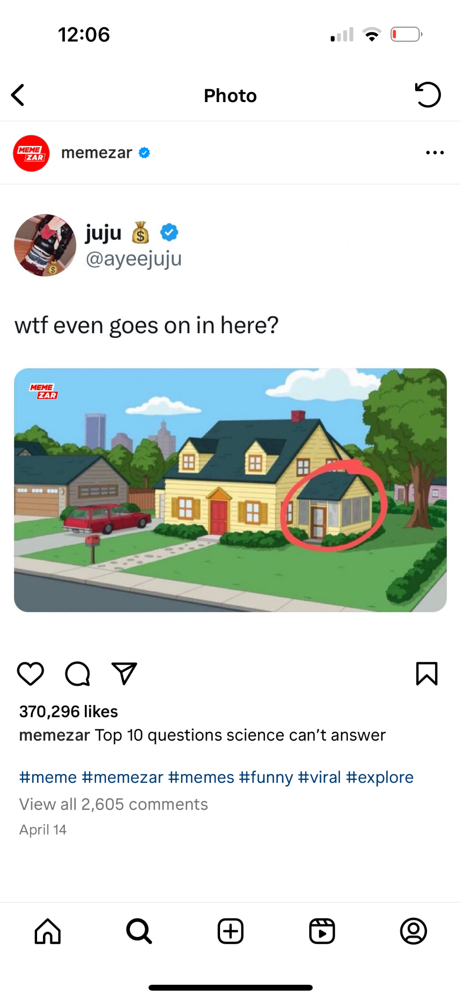 12:06
Photo
MEME
ZAR
memezar
juju 💰
$
@ayeejuju
wtf even goes on in here?
MEME
ZAR
370,296 likes
memezar Top 10 questions science can’t answer
#meme #memezar #memes #funny #viral #explore
View all 2,605 comments
April 14